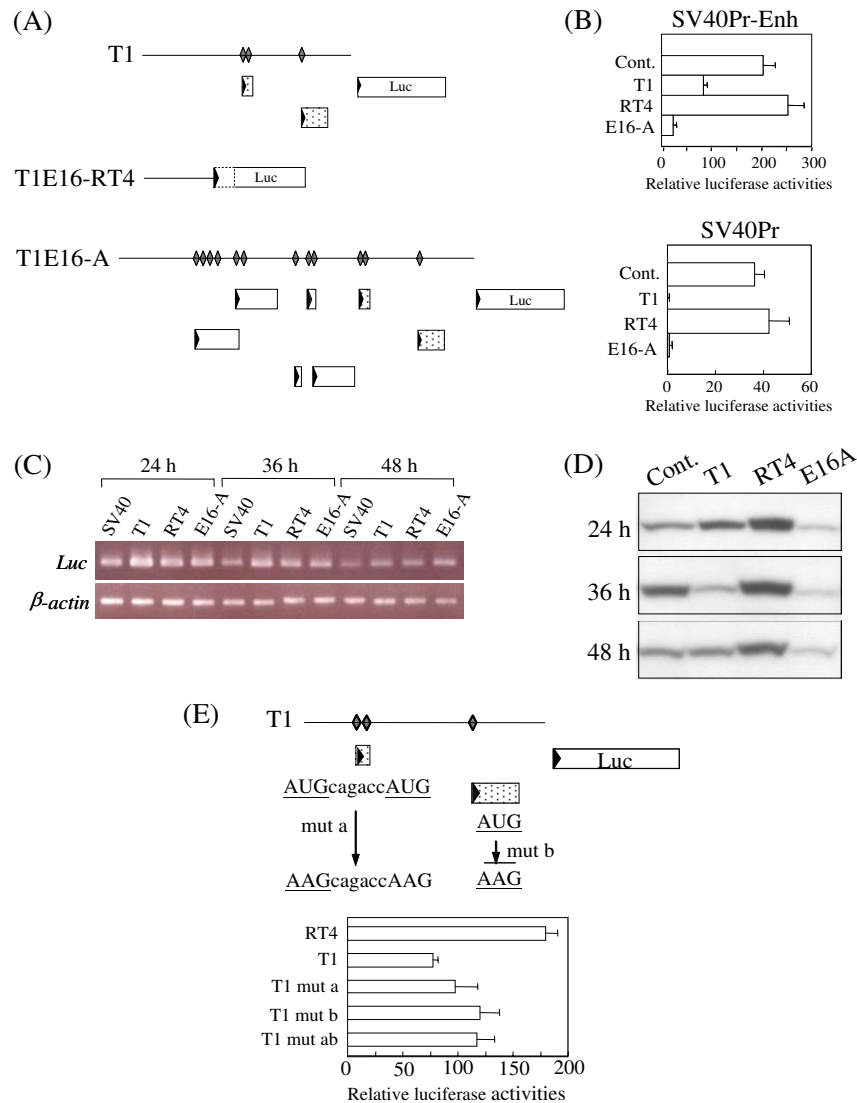 (A)
T1
Luc
T1E16-RT4
Luc
T1E16-A
Luc
(B)
SV40Pr-Enh
Cont.
T1
RT4
E16-A
0 100 200 300
Relative luciferase activities
SV40Pr
Cont.
T1
RT4
E16-A
0 20 40 60
Relative luciferase activities
(C)
24 h 36 h 48 h
SV40 T1 RT4 E16-A SV40 T1 RT4 E16-A SV40 T1 RT4 E16-A
Luc
β-actin
(D)
Cont. T1 RT4 E16A
24 h
36 h
48 h
(E)
T1
Luc
AUGcagaccAUG
AUG
mut a
mut b
AAGcagaccAAG
AAG
RT4
T1
T1 mut a
T1 mut b
T1 mut ab
0 50 100 150 200
Relative luciferase activities